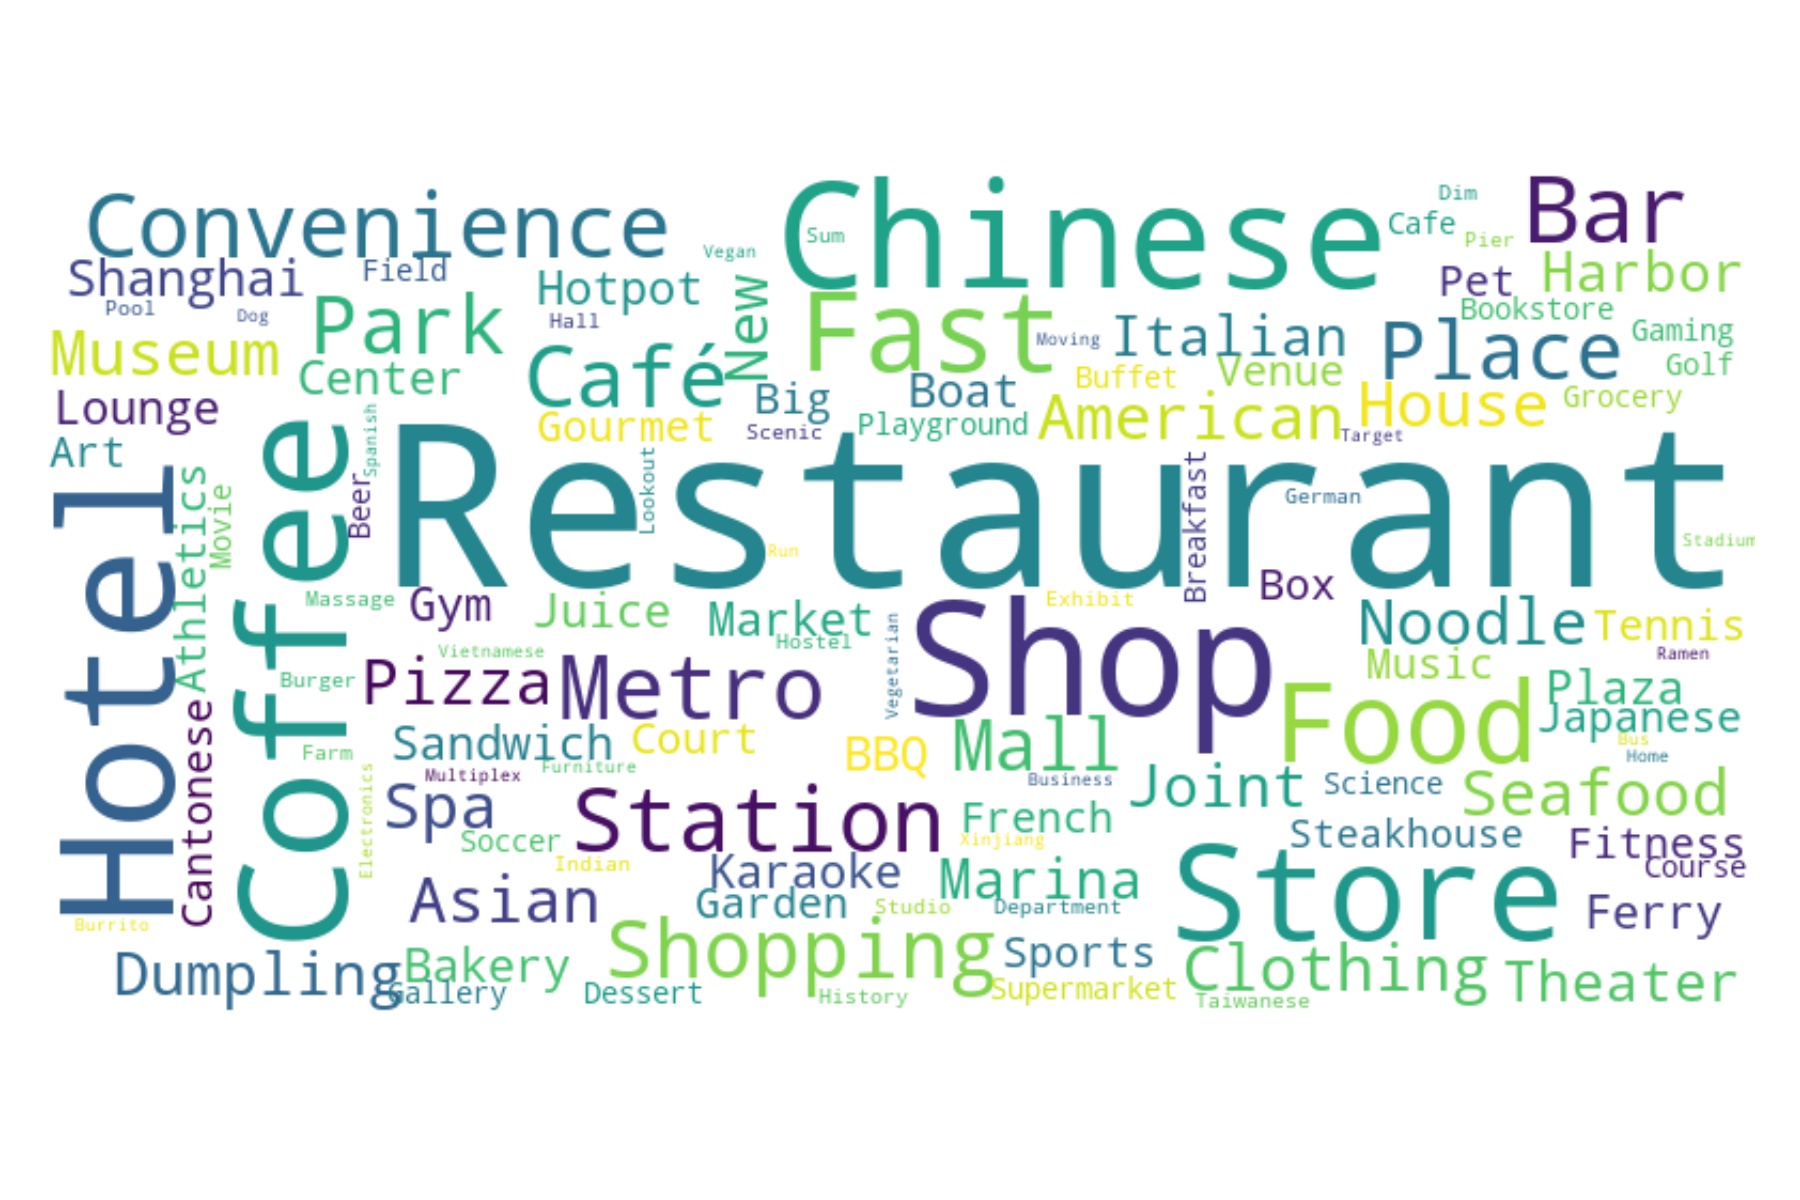 Convenience
Chinese
Dim
Bar
Cafe
Sum
Pier
Vegan
Shanghai
Field
Hotpot
New
Pet
Harbor
Pool
Dog
Park
Hall
Fast
Bookstore
Museum
Moving
Italian
Place
Gaming
Center
Café
Buffet
Venue
Golf
Lounge
Big
Boat
House
Grocery
Gourmet
Scenic
Playground
American
Target
Art
Spanish
Hotel
Coffee
Athletics
Movie
Beer
Restaurant
Lookout
Breakfast
German
Run
Stadium
Massage
Gym
Juice
Market
Hostel
Vegetarian
Shop
Exhibit
Box
Noodle
Tennis
Vietnamese
Ramen
Burger
Pizza
Metro
Music
Food
Plaza
Cantonese
Sandwich
Court
BBQ
Mall
Japanese
Farm
Multiplex
Furniture
Business
Bus
Home
Electronics
Spa
Station
Joint
Science
Seafood
Soccer
French
Xinjiang
Steakhouse
Fitness
Indian
Karaoke
Marina
Store
Course
Asian
Garden
Studio
Department
Ferry
Burrito
Dumpling
Bakery
Shopping
Sports
Clothing
Theater
Gallery
Dessert
History
Supermarket
Taiwanese